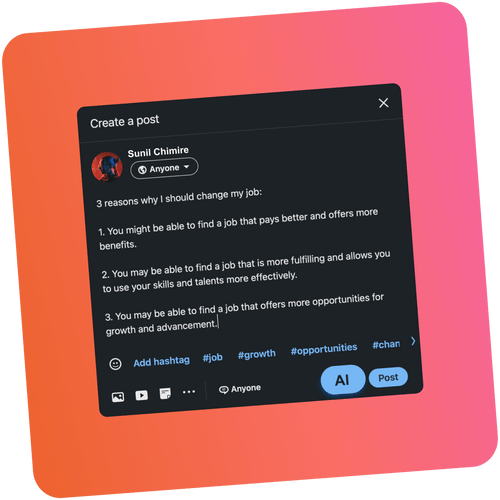 Create a post
Sunil Chimire
Anyone
3 reasons why I should change my job:
1. You might be able to find a job that pays better and offers more
benefits.
2. You may be able to find a job that is more fulfilling and allows you
to use your skills and talents more effectively.
3. You may be able to find a job that offers more opportunities for
growth and advancement.
Add hashtag #job #growth #opportunities #chan
Anyone AI Post